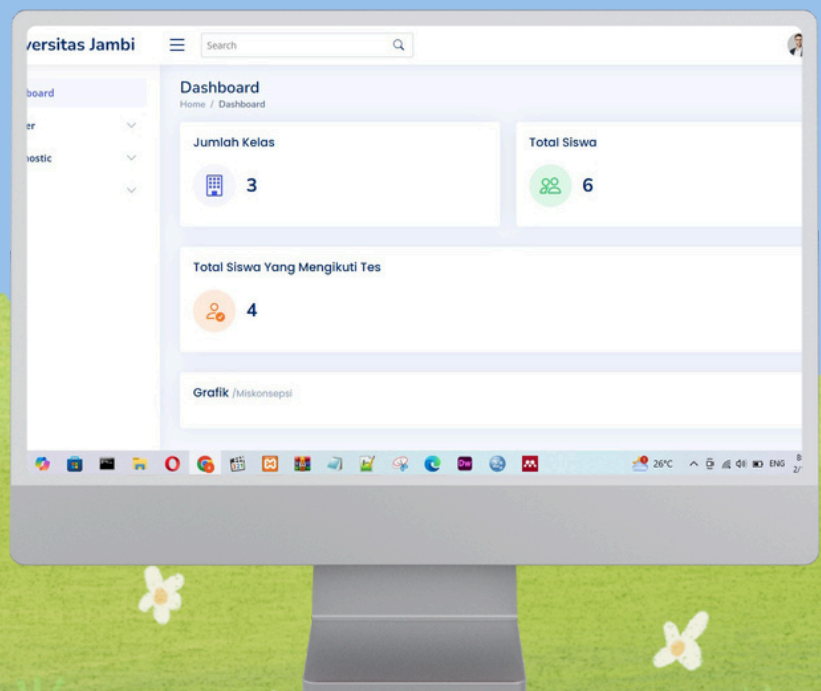 versitas Jambi
Search
board
er
nostic
Dashboard
Home / Dashboard
Jumlah Kelas
3
Total Siswa
6
Total Siswa Yang Mengikuti Tes
4
Grafik /Miskonsepsi
26°C
ENG
Dw